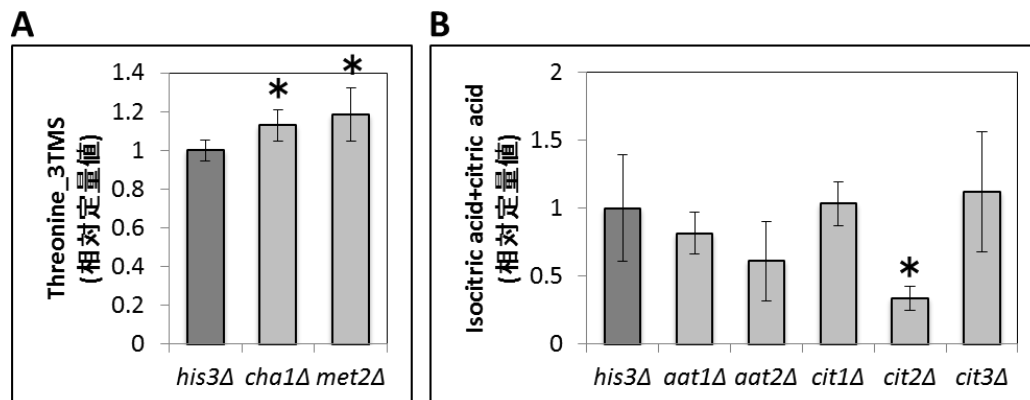 A
Threonine_3TMS
(相対定量値)
1.4
1.2
1
0.8
0.6
0.4
0.2
0
*
*
his3Δ cha1Δ met2Δ
B
Isocitric acid+citric acid
(相対定量値)
2
1.5
1
0.5
0
*
his3Δ aat1Δ aat2Δ cit1Δ cit2Δ cit3Δ